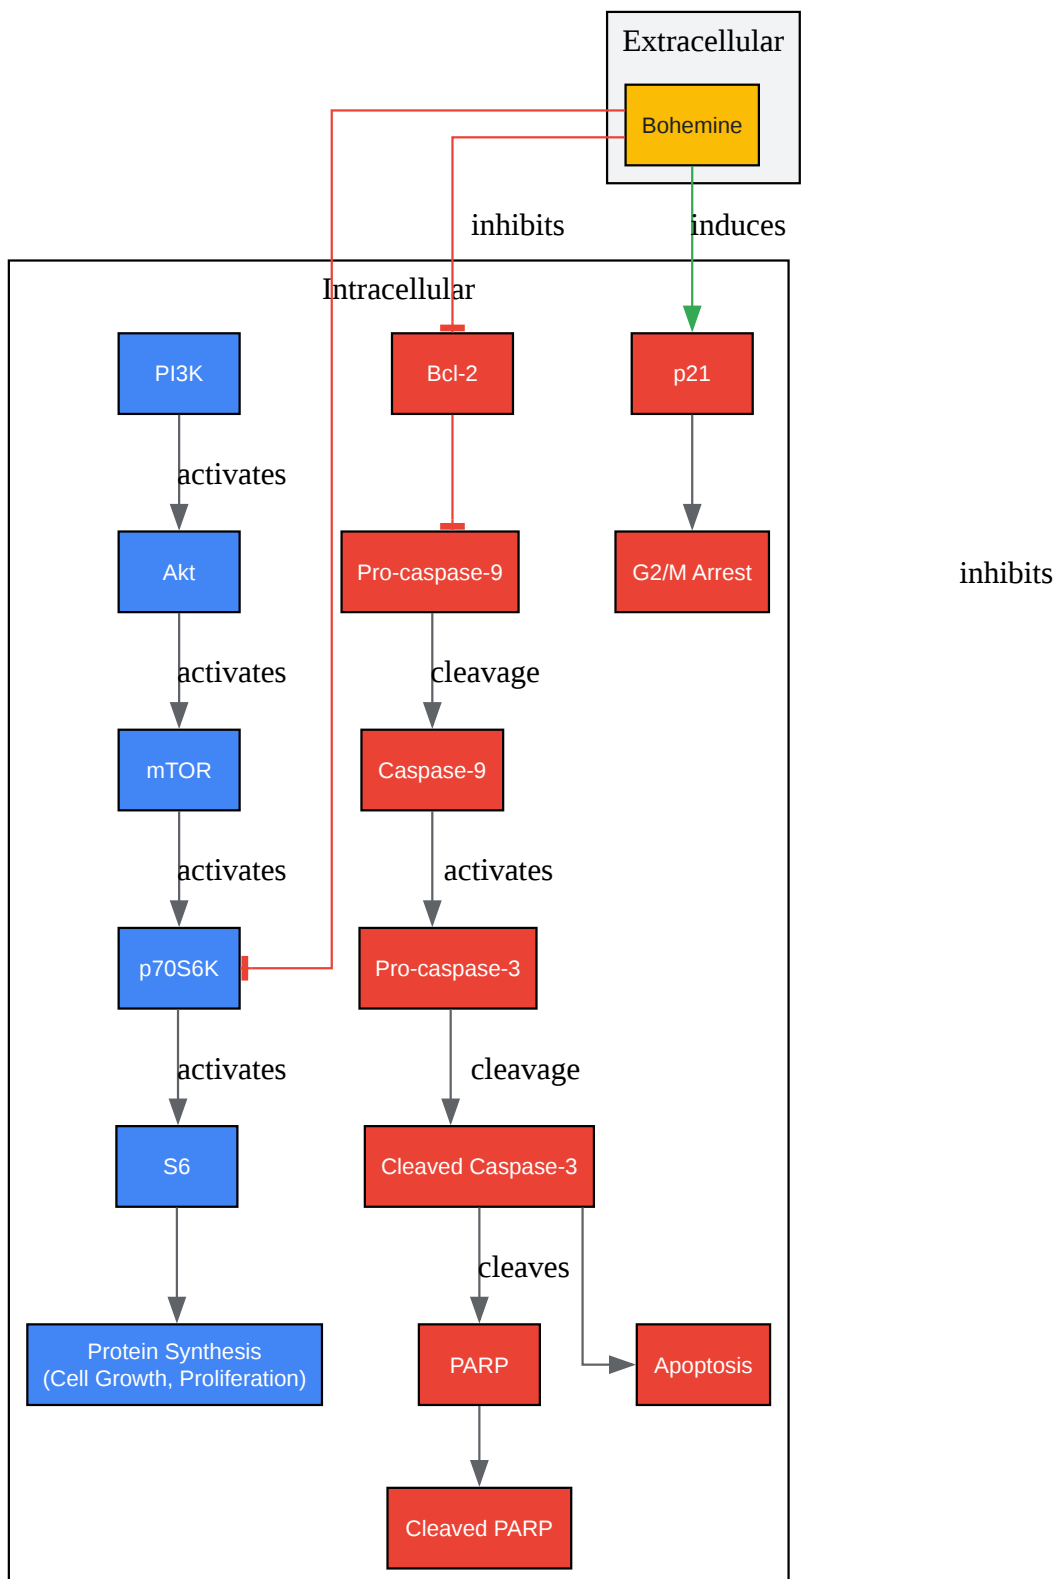 Extracellular
Bohemine
inhibits
induces
Intracellular
PI3K
Bcl-2
p21
activates
Akt
Pro-caspase-9
G2/M Arrest
inhibits
activates
cleavage
mTOR
Caspase-9
activates
activates
p70S6K
Pro-caspase-3
activates
cleavage
S6
Cleaved Caspase-3
cleaves
Protein Synthesis
(Cell Growth, Proliferation)
PARP
Apoptosis
Cleaved PARP